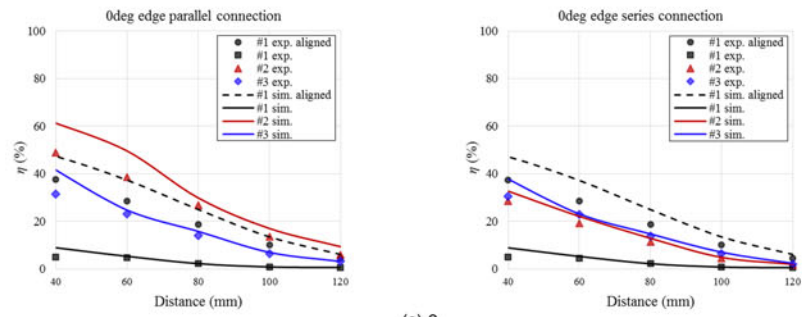 0deg edge parallel connection
100
80
60
40
20
0
η (%)
#1 exp. aligned
#1 exp.
#2 exp.
#3 exp.
#1 sim. aligned
#1 sim.
#2 sim.
#3 sim.
40 60 80 100 120
Distance (mm)
0deg edge series connection
100
80
60
40
20
0
η (%)
#1 exp. aligned
#1 exp.
#2 exp.
#3 exp.
#1 sim. aligned
#1 sim.
#2 sim.
#3 sim.
40 60 80 100 120
Distance (mm)